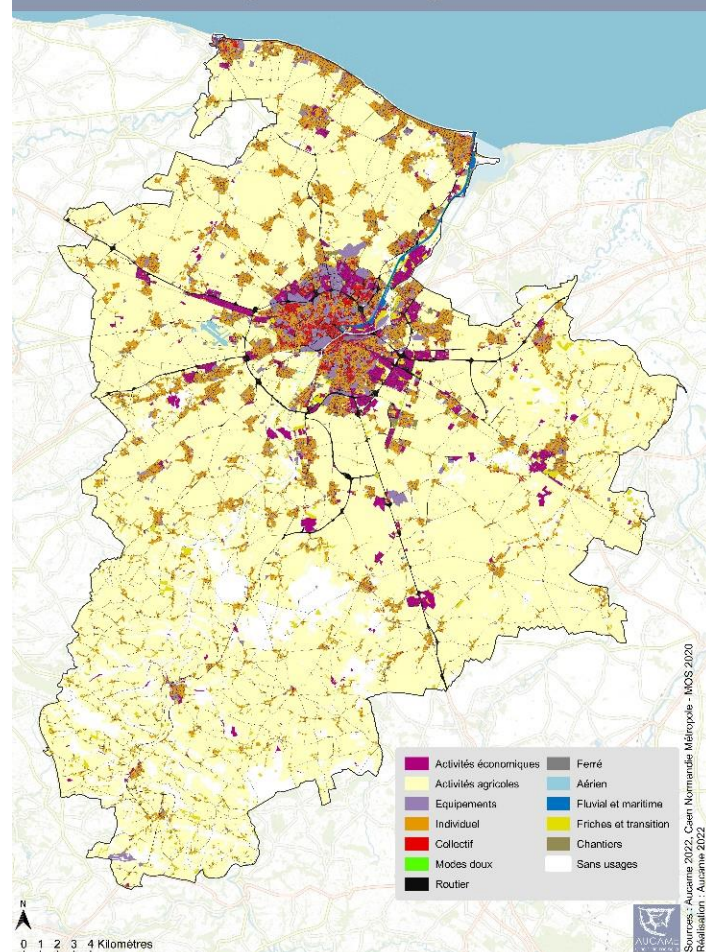 Activités économiques
Activités agricoles
Equipements
Individuel
Collectif
Modes doux
Routier
Ferré
Aérien
Fluvial et maritime
Friches et transition
Chantiers
Sans usages
N
0 1 2 3 4 Kilomètres
AUCAME
Sources : Aucame 2022, Caen Normandie Métropole - MOS 2020
Réalisation : Aucame 2022